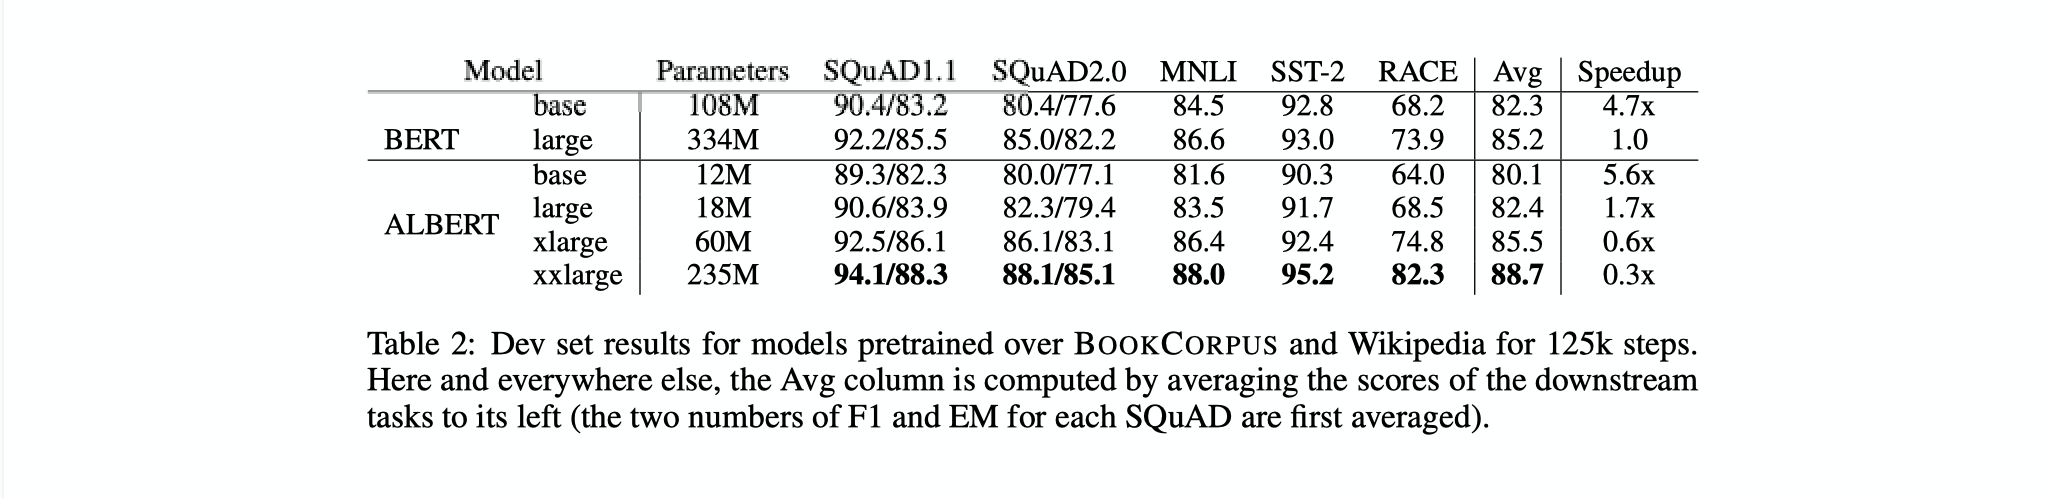 Model Parameters SQuAD1.1 SQuAD2.0 MNLI SST-2 RACE Avg Speedup
base 108M 90.4/83.2 80.4/77.6 84.5 92.8 68.2 82.3 4.7x
BERT large 334M 92.2/85.5 85.0/82.2 86.6 93.0 73.9 85.2 1.0
base 12M 89.3/82.3 80.0/77.1 81.6 90.3 64.0 80.1 5.6x
ALBERT large 18M 90.6/83.9 82.3/79.4 83.5 91.7 68.5 82.4 1.7x
xlarge 60M 92.5/86.1 86.1/83.1 86.4 92.4 74.8 85.5 0.6x
xxlarge 235M 94.1/88.3 88.1/85.1 88.0 95.2 82.3 88.7 0.3x
Table 2: Dev set results for models pretrained over BOOKCORPUS and Wikipedia for 125k steps.
Here and everywhere else, the Avg column is computed by averaging the scores of the downstream
tasks to its left (the two numbers of F1 and EM for each SQuAD are first averaged).